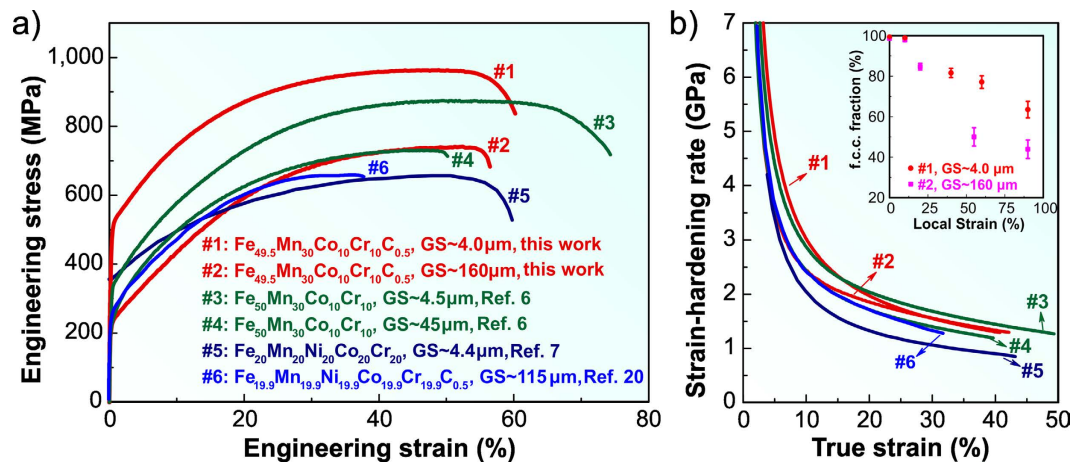 a)
Engineering stress (MPa)
1,000
800
600
400
200
0
0
20
40
60
80
Engineering strain (%)
#1
#3
#2
#4
#6
#5
#1: Fe49.5Mn30Co10Cr10C0.5, GS~4.0μm, this work
#2: Fe49.5Mn30Co10Cr10C0.5, GS~160μm, this work
#3: Fe50Mn30Co10Cr10, GS~4.5μm, Ref. 6
#4: Fe50Mn30Co10Cr10, GS~45μm, Ref. 6
#5: Fe20Mn20Ni20Co20Cr20, GS~4.4μm, Ref. 7
#6: Fe19.9Mn19.9Ni19.9Co19.9Cr19.9C0.5, GS~115μm, Ref. 20
b)
Strain-hardening rate (GPa)
7
6
5
4
3
2
1
0
0
10
20
30
40
50
True strain (%)
#1
#2
#3
#4
#6
#5
f.c.c. fraction (%)
100
80
60
40
20
0
25
50
75
100
Local Strain (%)
#1, GS~4.0 μm
#2, GS~160 μm